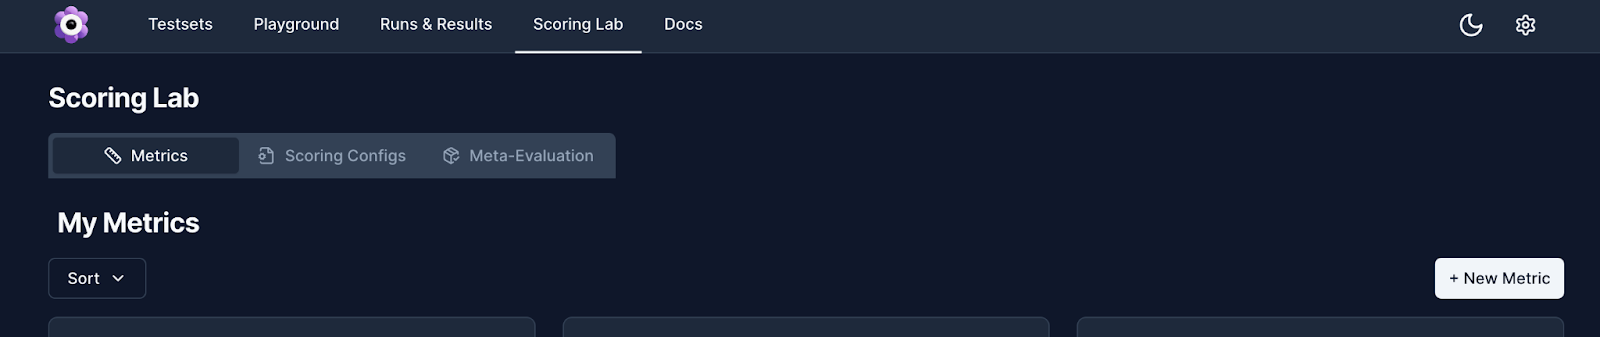 Testsets Playground Runs & Results Scoring Lab Docs
Scoring Lab
Metrics Scoring Configs Meta-Evaluation
My Metrics
Sort + New Metric